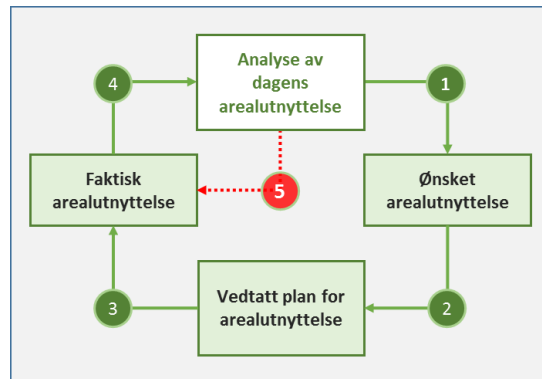 Analyse av
dagens
arealutnyttelse
4
1
Faktisk
arealutnyttelse
5
Ønsket
arealutnyttelse
Vedtatt plan for
arealutnyttelse
3
2